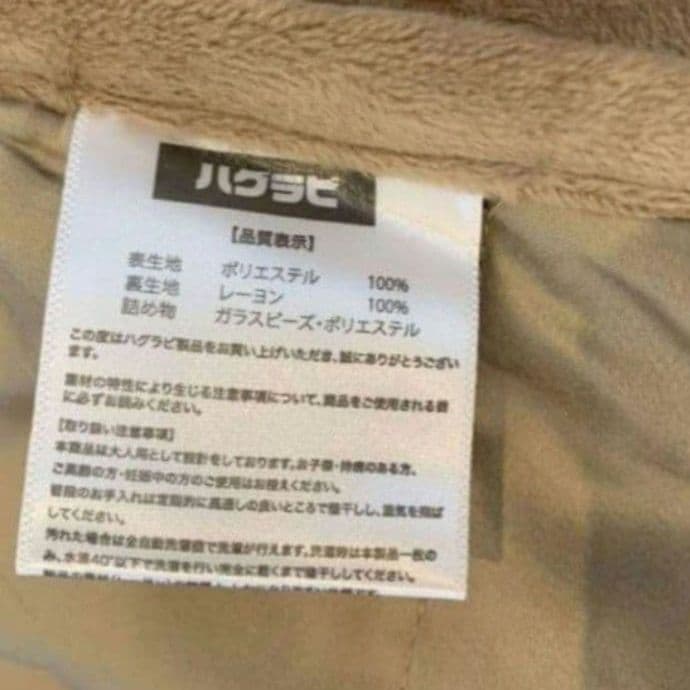 ハグラビ
【品質表示】
表生地 ポリエステル 100%
裏生地 レーヨン 100%
詰め物 ガラスビーズ・ポリエステル
この度はハグラビ製品をお買い上げいただき、誠にありがとうござい
ます。
素材の特性により生じる注意事項について、商品をご使用される前
に必ずお読みください。
【取り扱い注意事項】
本商品は大人用として設計をしております。お子様・持病のある方、
ご高齢の方・妊娠中の方のご使用はお控えください。
普段のお手入れは定期的に風通しの良いところで陰干しし、湿気を飛ば
してください。
汚れた場合は全自動洗濯機で洗濯が行えます。洗濯時は本製品一枚の
み、水温40°以下で洗濯を行い完全に乾くまで陰干ししてください。